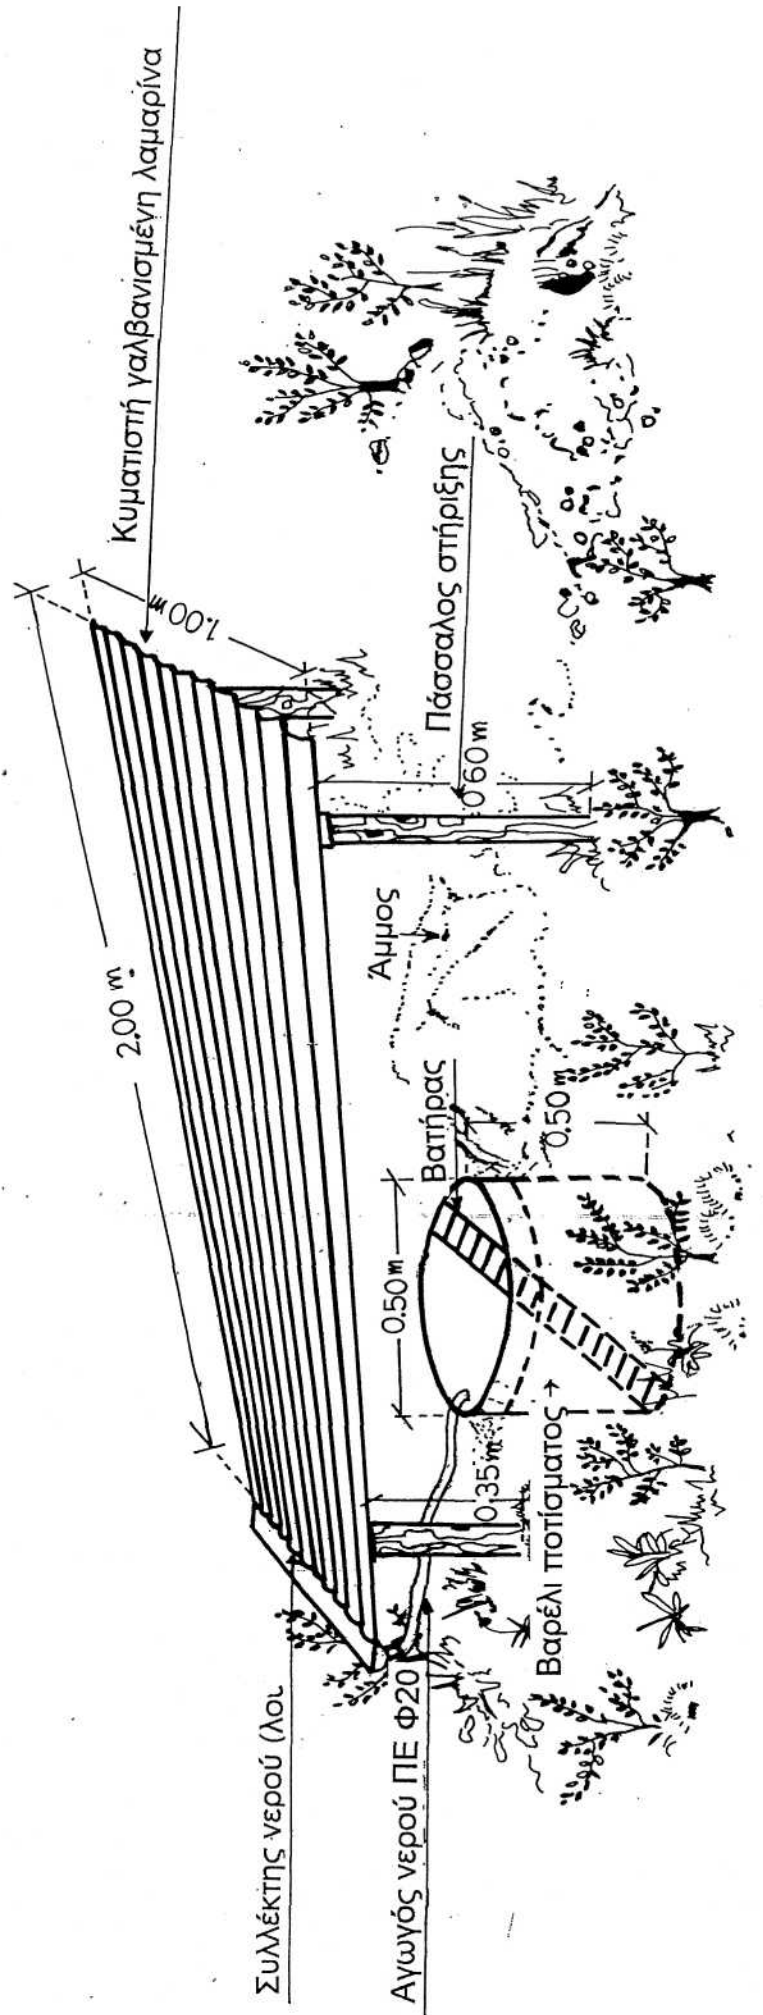 Κυματιστή γαλβανισμένη λαμαρίνα
2.00 m
1.00 m
Συλλέκτης νερού (λοι
Αγωγός νερού ΠΕ Φ20
0.50 m
Βατήρας
Άμμος
Πάσσαλος στήριξης
0.35 m
0.60 m
0.50 m
Βαρέλι ποτίσματος →